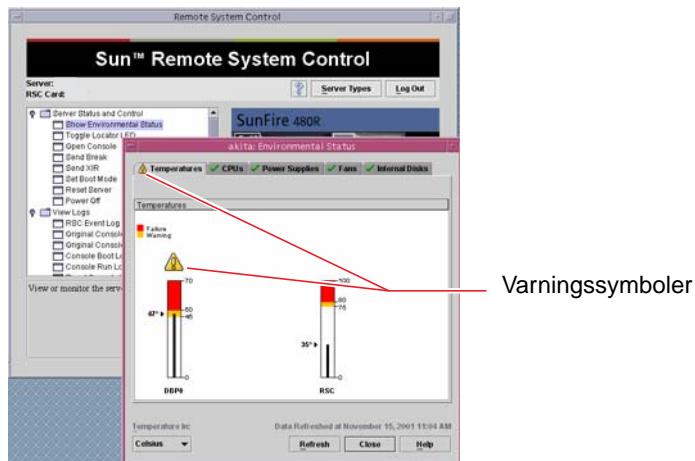 Remote System Control
Sun™ Remote System Control
Server:
RSC Card:
Server Types
Log Out
Server Status and Control
Show Environmental Status
Toggle Locator LED
Open Console
Send Break
Send XIR
Set Boot Mode
Reset Server
Power Off
View Logs
RSC Event Log
Original Consol
Original Consol
Console Boot L
Console Run Lo
View or monitor the serv
SunFire 480R
akita: Environmental Status
Temperatures
CPUs
Power Supplies
Fans
Internal Disks
Temperatures
Failure
Warning
70
50
46
47°
0
DBP0
100
80
75
35°
0
RSC
Varningssymboler
Temperature In:
Celsius
Data Refreshed at November 15, 2001 11:04 AM
Refresh
Close
Help